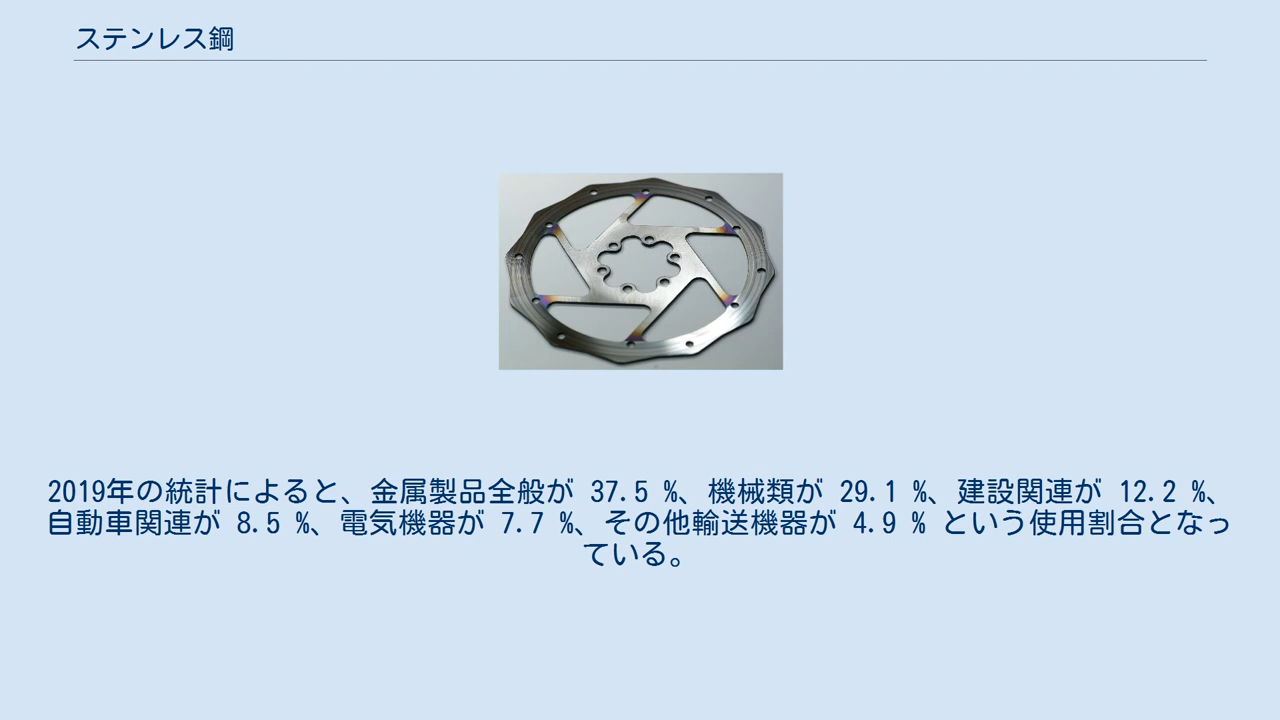 ステンレス鋼
2019年の統計によると、金属製品全般が 37.5 %、機械類が 29.1 %、建設関連が 12.2 %、
自動車関連が 8.5 %、電気機器が 7.7 %、その他輸送機器が 4.9 % という使用割合となっ
ている。